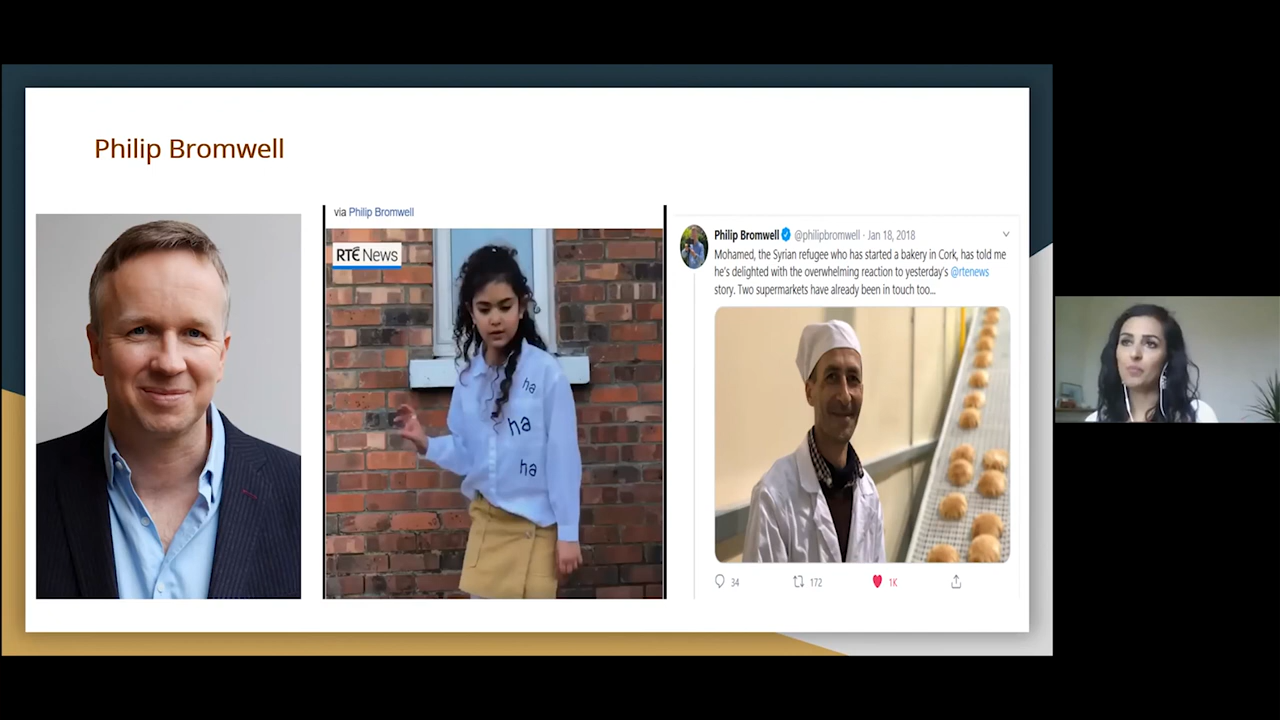 Philip Bromwell
via Philip Bromwell
RTÉ News
ha
ha
ha
Philip Bromwell @philipbromwell · Jan 18, 2018
Mohamed, the Syrian refugee who has started a bakery in Cork, has told me
he's delighted with the overwhelming reaction to yesterday's @rtenews
story. Two supermarkets have already been in touch too...
34 172 1K